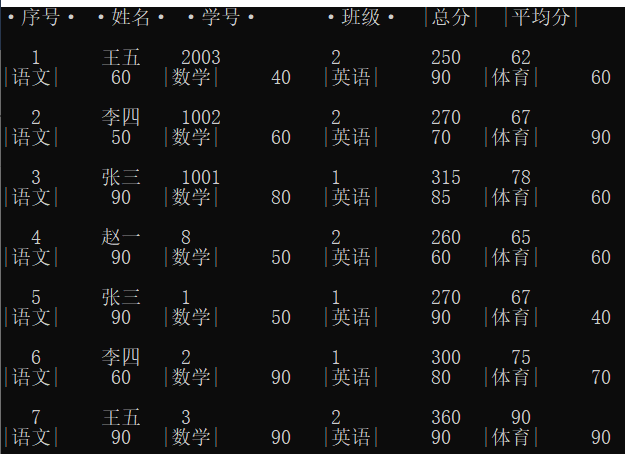 ·序号· ·姓名· ·学号· ·班级· |总分| |平均分|
1 王五 2003 2 250 62
|语文| 60 |数学| 40 |英语| 90 |体育| 60
2 李四 1002 2 270 67
|语文| 50 |数学| 60 |英语| 70 |体育| 90
3 张三 1001 1 315 78
|语文| 90 |数学| 80 |英语| 85 |体育| 60
4 赵一 8 2 260 65
|语文| 90 |数学| 50 |英语| 60 |体育| 60
5 张三 1 1 270 67
|语文| 90 |数学| 50 |英语| 90 |体育| 40
6 李四 2 1 300 75
|语文| 60 |数学| 90 |英语| 80 |体育| 70
7 王五 3 2 360 90
|语文| 90 |数学| 90 |英语| 90 |体育| 90